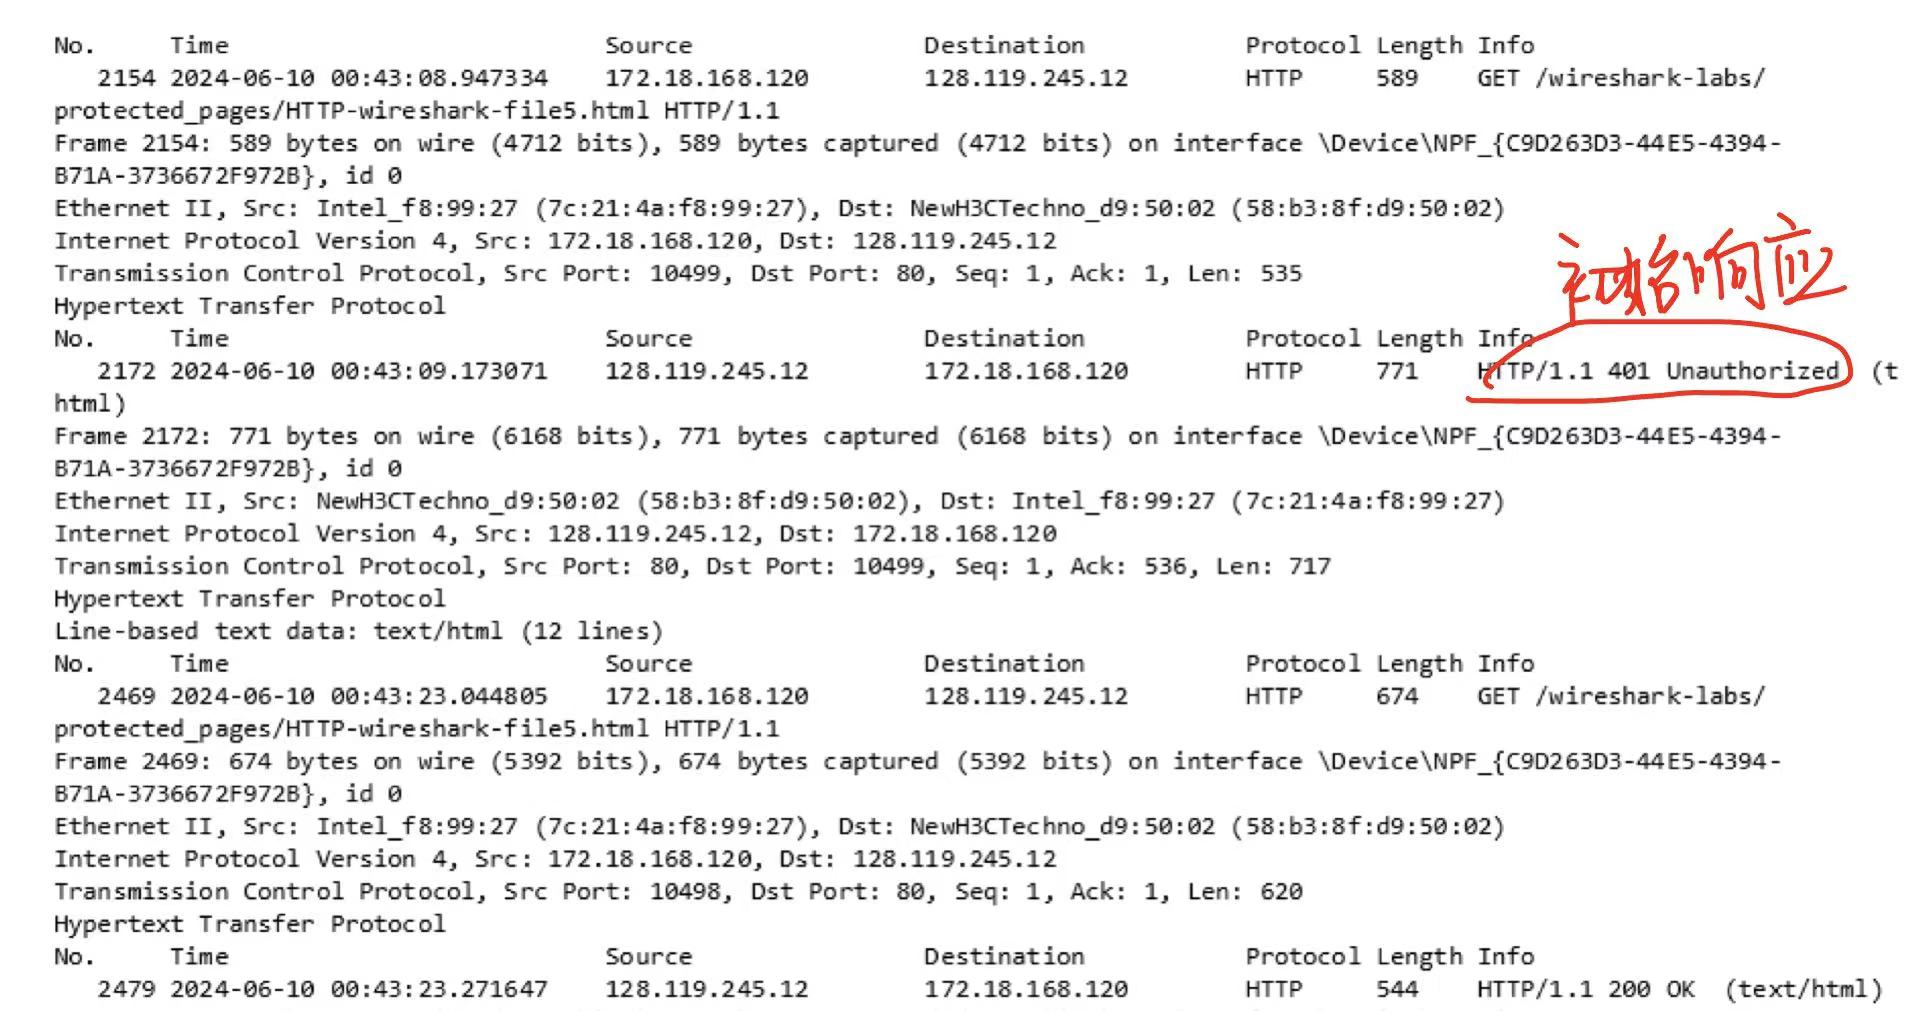 No. Time Source Destination Protocol Length Info
2154 2024-06-10 00:43:08.947334 172.18.168.120 128.119.245.12 HTTP 589 GET /wireshark-labs/
protected_pages/HTTP-wireshark-file5.html HTTP/1.1
Frame 2154: 589 bytes on wire (4712 bits), 589 bytes captured (4712 bits) on interface \Device\NPF_{C9D263D3-44E5-4394-
B71A-3736672F972B}, id 0
Ethernet II, Src: Intel_f8:99:27 (7c:21:4a:f8:99:27), Dst: NewH3CTechno_d9:50:02 (58:b3:8f:d9:50:02)
Internet Protocol Version 4, Src: 172.18.168.120, Dst: 128.119.245.12
Transmission Control Protocol, Src Port: 10499, Dst Port: 80, Seq: 1, Ack: 1, Len: 535
初始响应
Hypertext Transfer Protocol
No. Time Source Destination Protocol Length Info
2172 2024-06-10 00:43:09.173071 128.119.245.12 172.18.168.120 HTTP 771 HTTP/1.1 401 Unauthorized (t
html)
Frame 2172: 771 bytes on wire (6168 bits), 771 bytes captured (6168 bits) on interface \Device\NPF_{C9D263D3-44E5-4394-
B71A-3736672F972B}, id 0
Ethernet II, Src: NewH3CTechno_d9:50:02 (58:b3:8f:d9:50:02), Dst: Intel_f8:99:27 (7c:21:4a:f8:99:27)
Internet Protocol Version 4, Src: 128.119.245.12, Dst: 172.18.168.120
Transmission Control Protocol, Src Port: 80, Dst Port: 10499, Seq: 1, Ack: 536, Len: 717
Hypertext Transfer Protocol
Line-based text data: text/html (12 lines)
No. Time Source Destination Protocol Length Info
2469 2024-06-10 00:43:23.044805 172.18.168.120 128.119.245.12 HTTP 674 GET /wireshark-labs/
protected_pages/HTTP-wireshark-file5.html HTTP/1.1
Frame 2469: 674 bytes on wire (5392 bits), 674 bytes captured (5392 bits) on interface \Device\NPF_{C9D263D3-44E5-4394-
B71A-3736672F972B}, id 0
Ethernet II, Src: Intel_f8:99:27 (7c:21:4a:f8:99:27), Dst: NewH3CTechno_d9:50:02 (58:b3:8f:d9:50:02)
Internet Protocol Version 4, Src: 172.18.168.120, Dst: 128.119.245.12
Transmission Control Protocol, Src Port: 10498, Dst Port: 80, Seq: 1, Ack: 1, Len: 620
Hypertext Transfer Protocol
No. Time Source Destination Protocol Length Info
2479 2024-06-10 00:43:23.271647 128.119.245.12 172.18.168.120 HTTP 544 HTTP/1.1 200 OK (text/html)